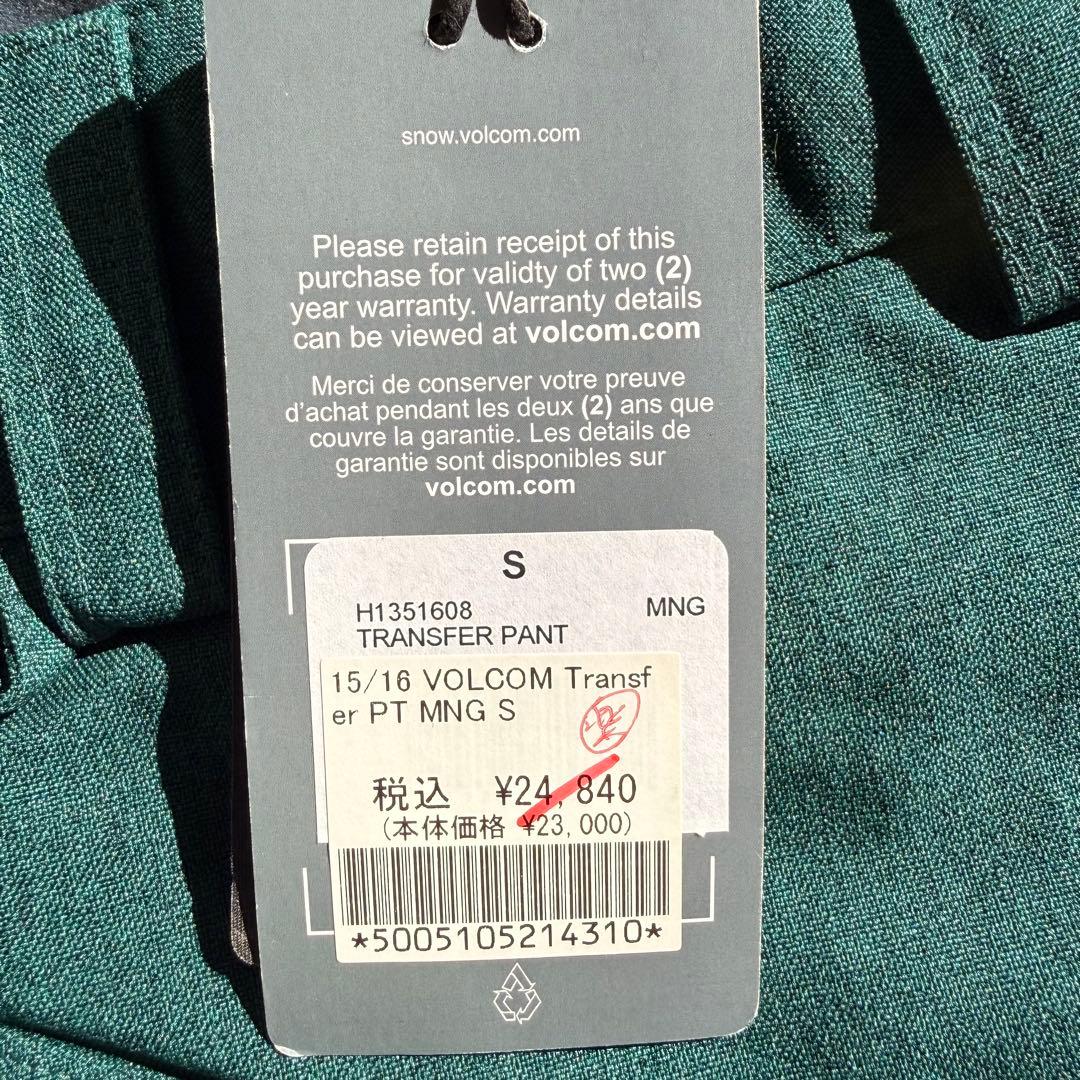 snow.volcom.com
Please retain receipt of this
purchase for validty of two (2)
year warranty. Warranty details
can be viewed at volcom.com
Merci de conserver votre preuve
d'achat pendant les deux (2) ans que
couvre la garantie. Les details de
garantie sont disponibles sur
volcom.com
S
H1351608 MNG
TRANSFER PANT
15/16 VOLCOM Transf
er PT MNG S
税込 ¥24,840
(本体価格 ¥23,000)
*5005105214310*